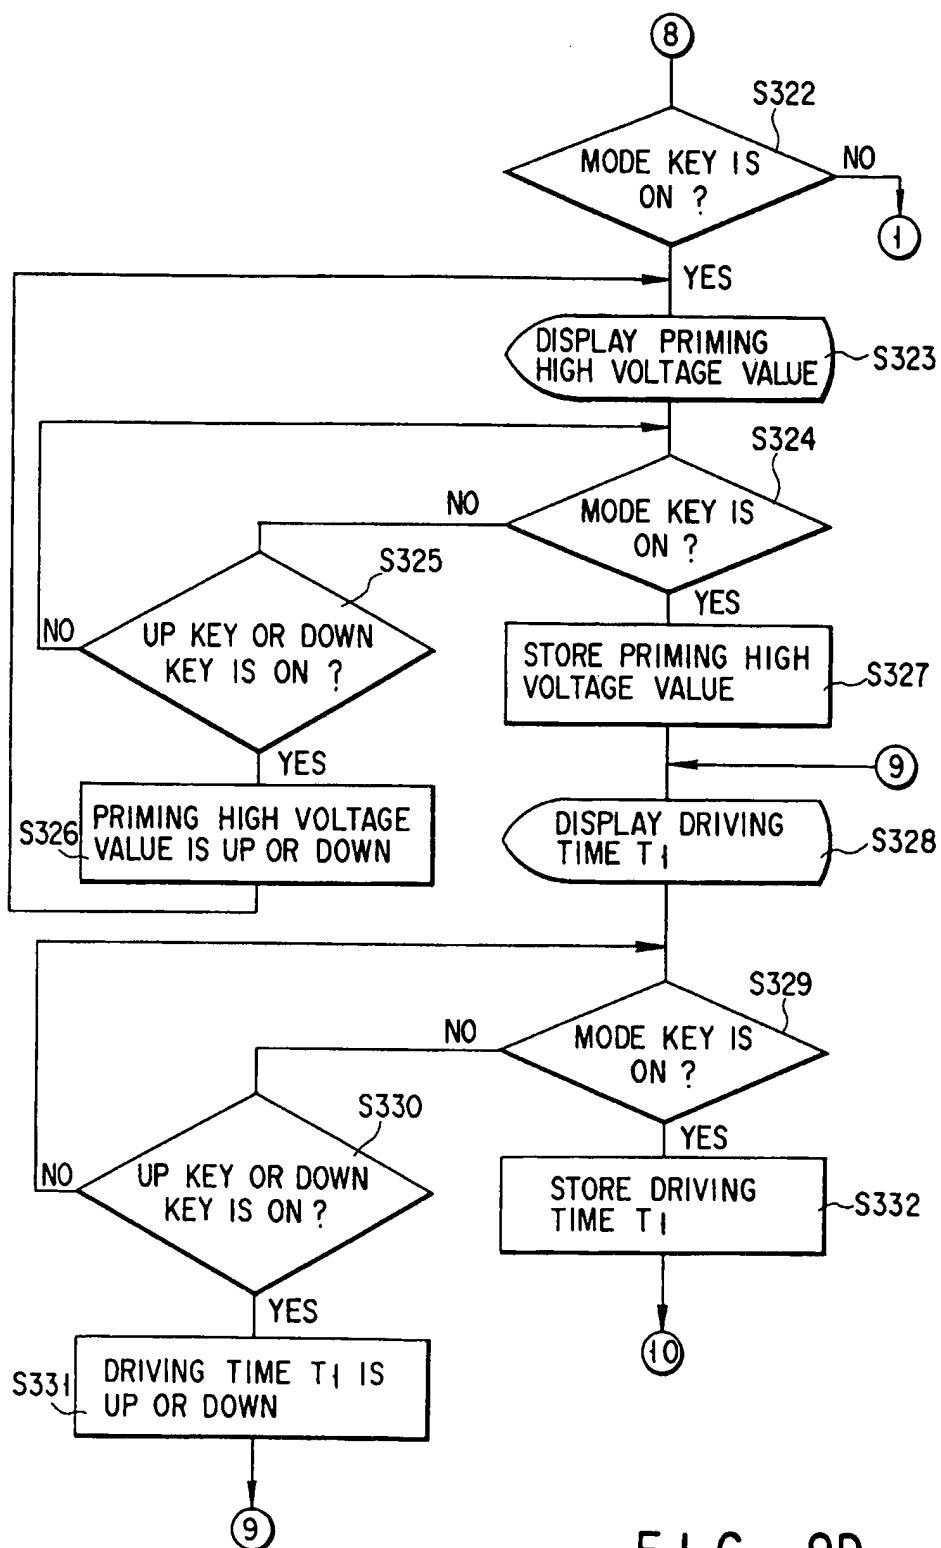 8
S322
MODE KEY IS
ON ?
NO
1
YES
DISPLAY PRIMING
HIGH VOLTAGE VALUE
S323
S324
NO
MODE KEY IS
ON ?
S325
YES
NO
UP KEY OR DOWN
KEY IS ON ?
STORE PRIMING HIGH
VOLTAGE VALUE
S327
YES
9
S326
PRIMING HIGH VOLTAGE
VALUE IS UP OR DOWN
DISPLAY DRIVING
TIME T1
S328
S329
NO
MODE KEY IS
ON ?
S330
YES
NO
UP KEY OR DOWN
KEY IS ON ?
STORE DRIVING
TIME T1
S332
YES
10
S331
DRIVING TIME T1 IS
UP OR DOWN
9